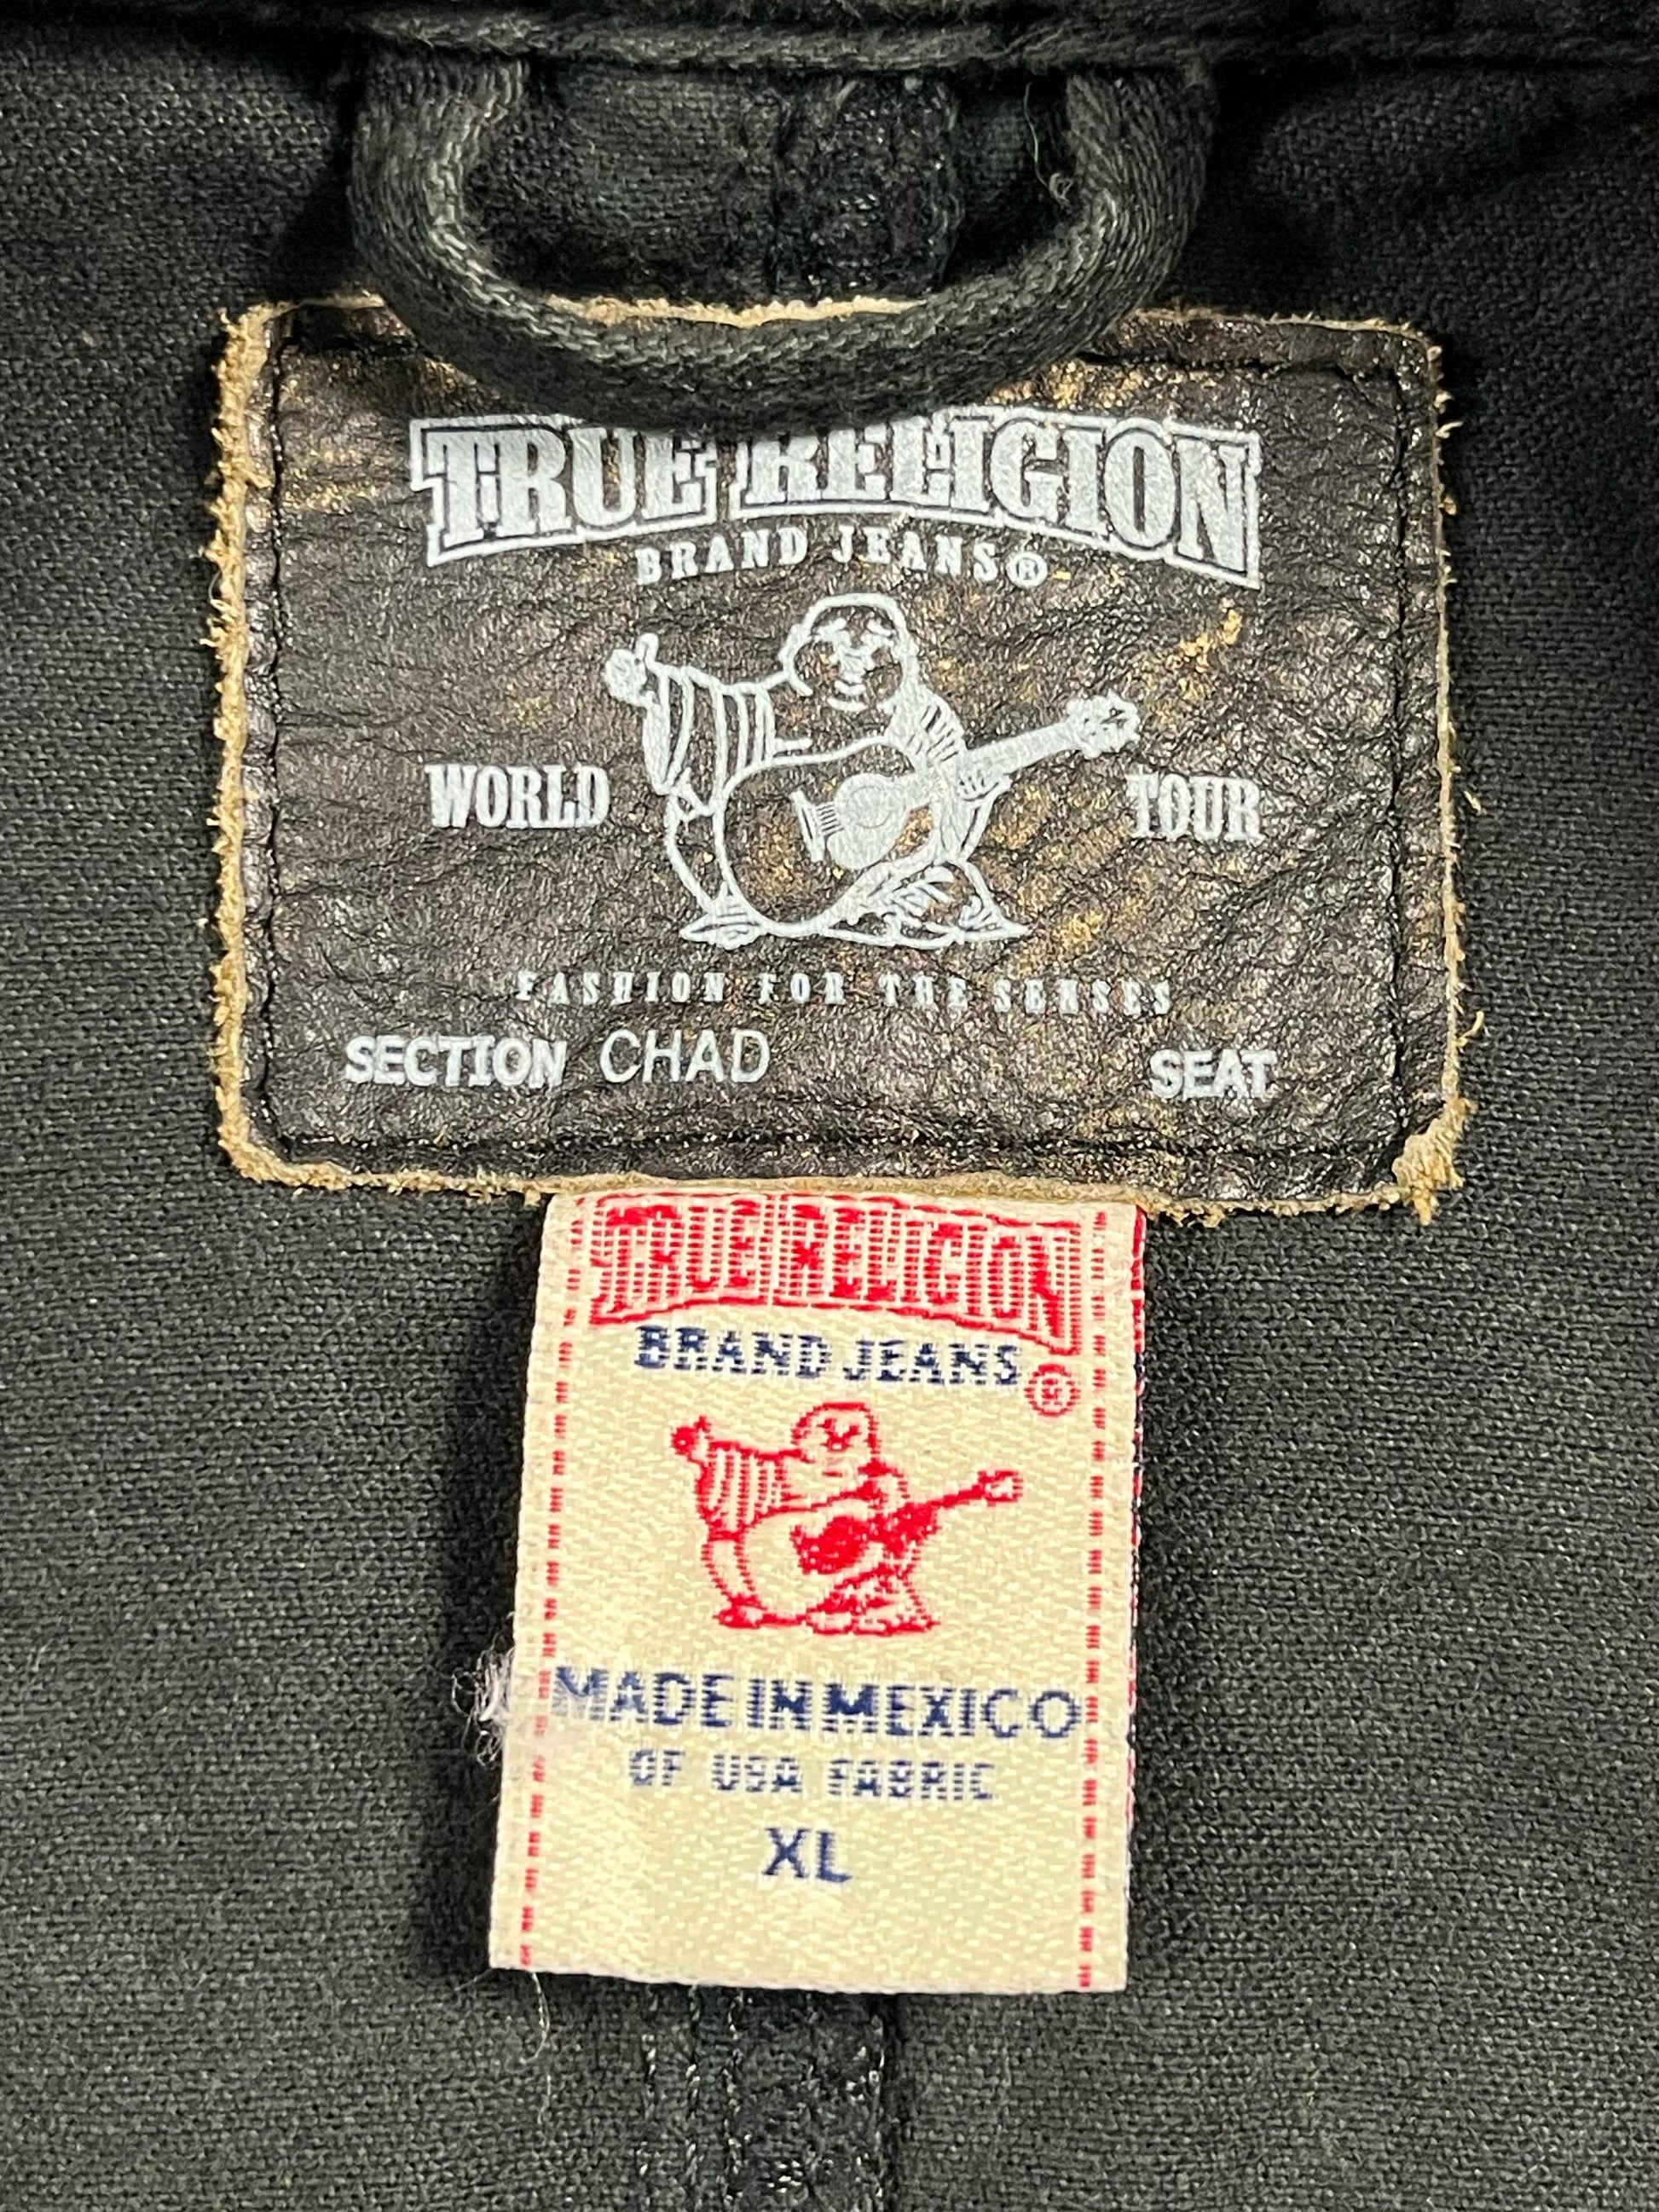 TRUE RELIGION
BRAND JEANS®
WORLD TOUR
FASHION FOR THE SENSES
SECTION CHAD SEAT
TRUE RELIGION
BRAND JEANS®
MADE IN MEXICO
OF USA FABRIC
XL